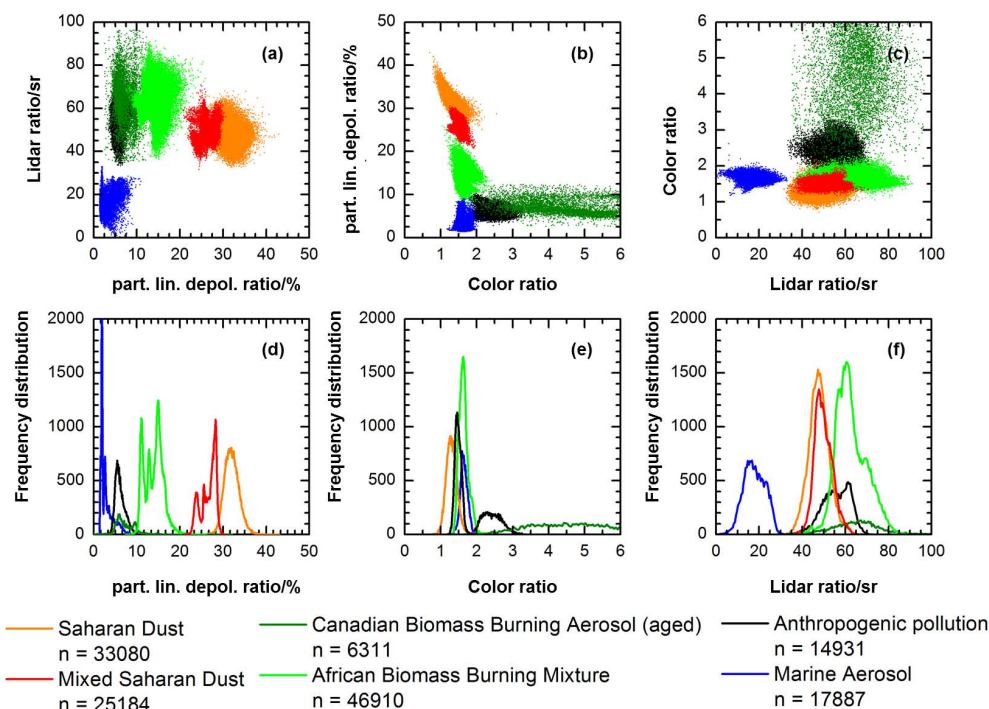 100
80
60
40
20
0
0 10 20 30 40 50
Lidar ratio/sr
part. lin. depol. ratio/%
(a)
50
40
30
20
10
0
0 1 2 3 4 5 6
part. lin. depol. ratio/%
Color ratio
(b)
6
5
4
3
2
1
0
0 20 40 60 80 100
Color ratio
Lidar ratio/sr
(c)
2000
1500
1000
500
0
0 10 20 30 40 50
Frequency distribution
part. lin. depol. ratio/%
(d)
2000
1500
1000
500
0
0 1 2 3 4 5 6
Frequency distribution
Color ratio
(e)
2000
1500
1000
500
0
0 20 40 60 80 100
Frequency distribution
Lidar ratio/sr
(f)
Saharan Dust
n = 33080
Mixed Saharan Dust
n = 25184
Canadian Biomass Burning Aerosol (aged)
n = 6311
African Biomass Burning Mixture
n = 46910
Anthropogenic pollution
n = 14931
Marine Aerosol
n = 17887